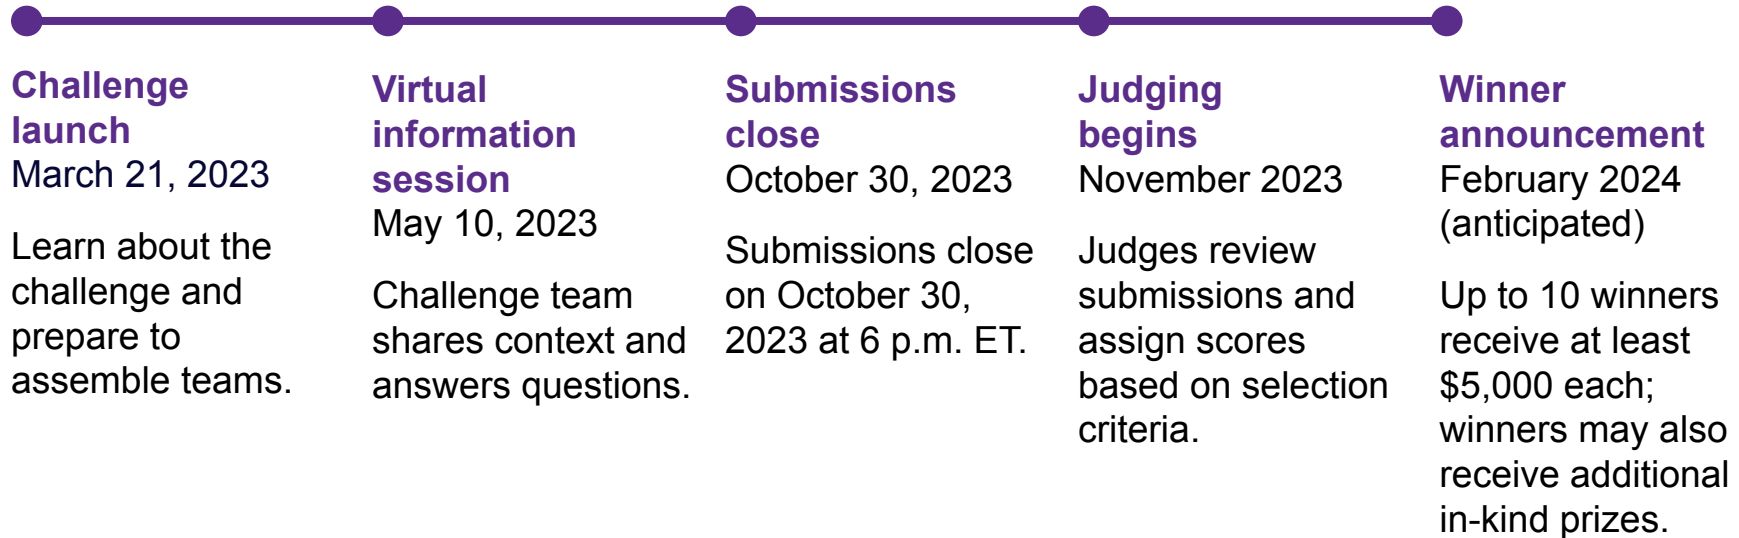 Challenge
launch
March 21, 2023
Learn about the
challenge and
prepare to
assemble teams.
Virtual
information
session
May 10, 2023
Challenge team
shares context and
answers questions.
Submissions
close
October 30, 2023
Submissions close
on October 30,
2023 at 6 p.m. ET.
Judging
begins
November 2023
Judges review
submissions and
assign scores
based on selection
criteria.
Winner
announcement
February 2024
(anticipated)
Up to 10 winners
receive at least
$5,000 each;
winners may also
receive additional
in-kind prizes.